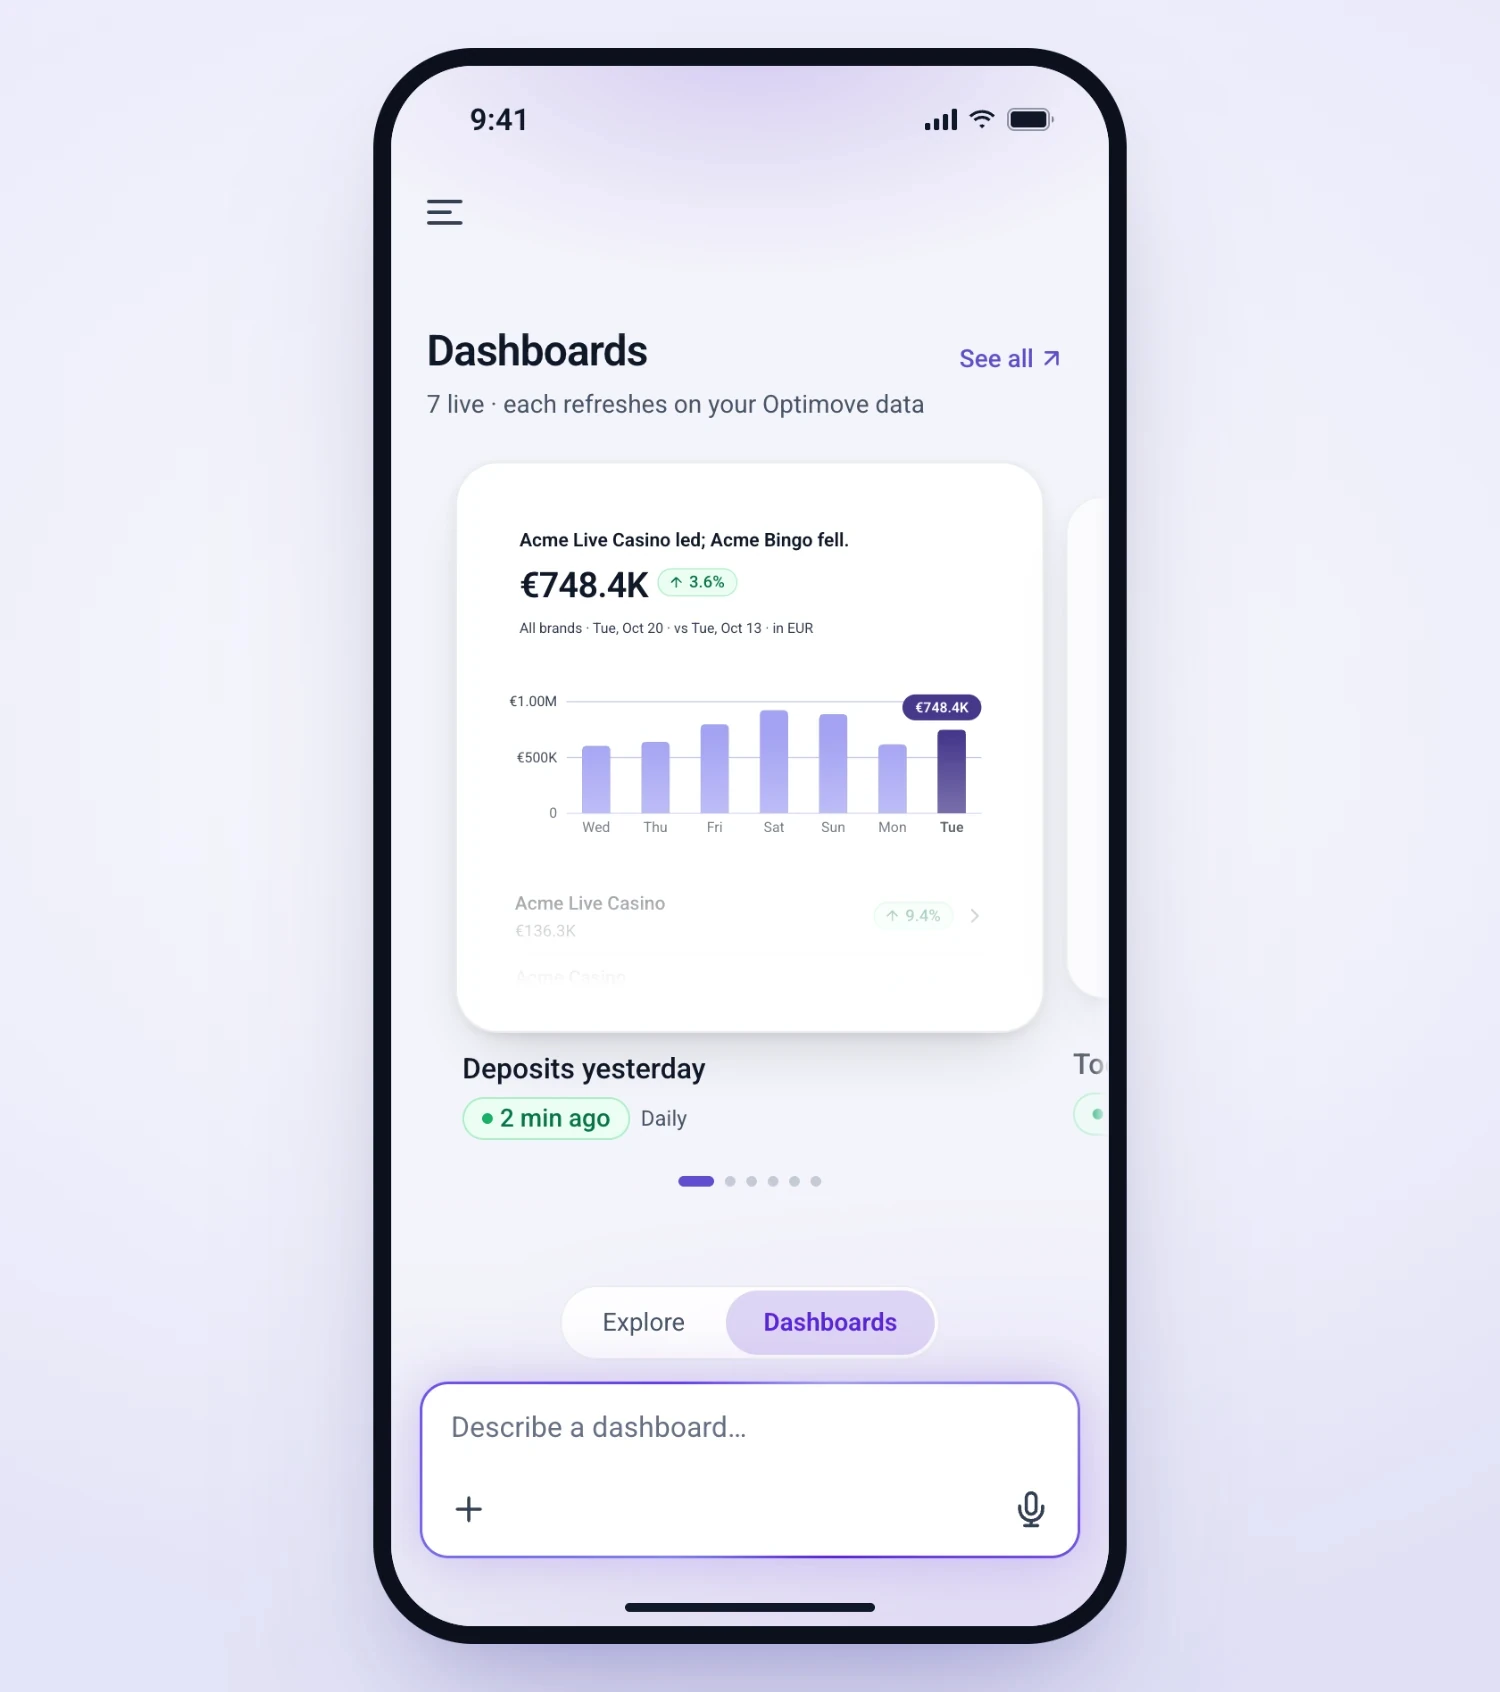 9:41
Dashboards
See all
7 live · each refreshes on your Optimove data
Acme Live Casino led; Acme Bingo fell.
€748.4K ↑ 3.6%
All brands · Tue, Oct 20 · vs Tue, Oct 13 · in EUR
€1.00M
€748.4K
€500K
0
Wed Thu Fri Sat Sun Mon Tue
Acme Live Casino
↑ 9.4%
€136.3K
Acme Casino
Deposits yesterday
2 min ago Daily
Explore Dashboards
Describe a dashboard...